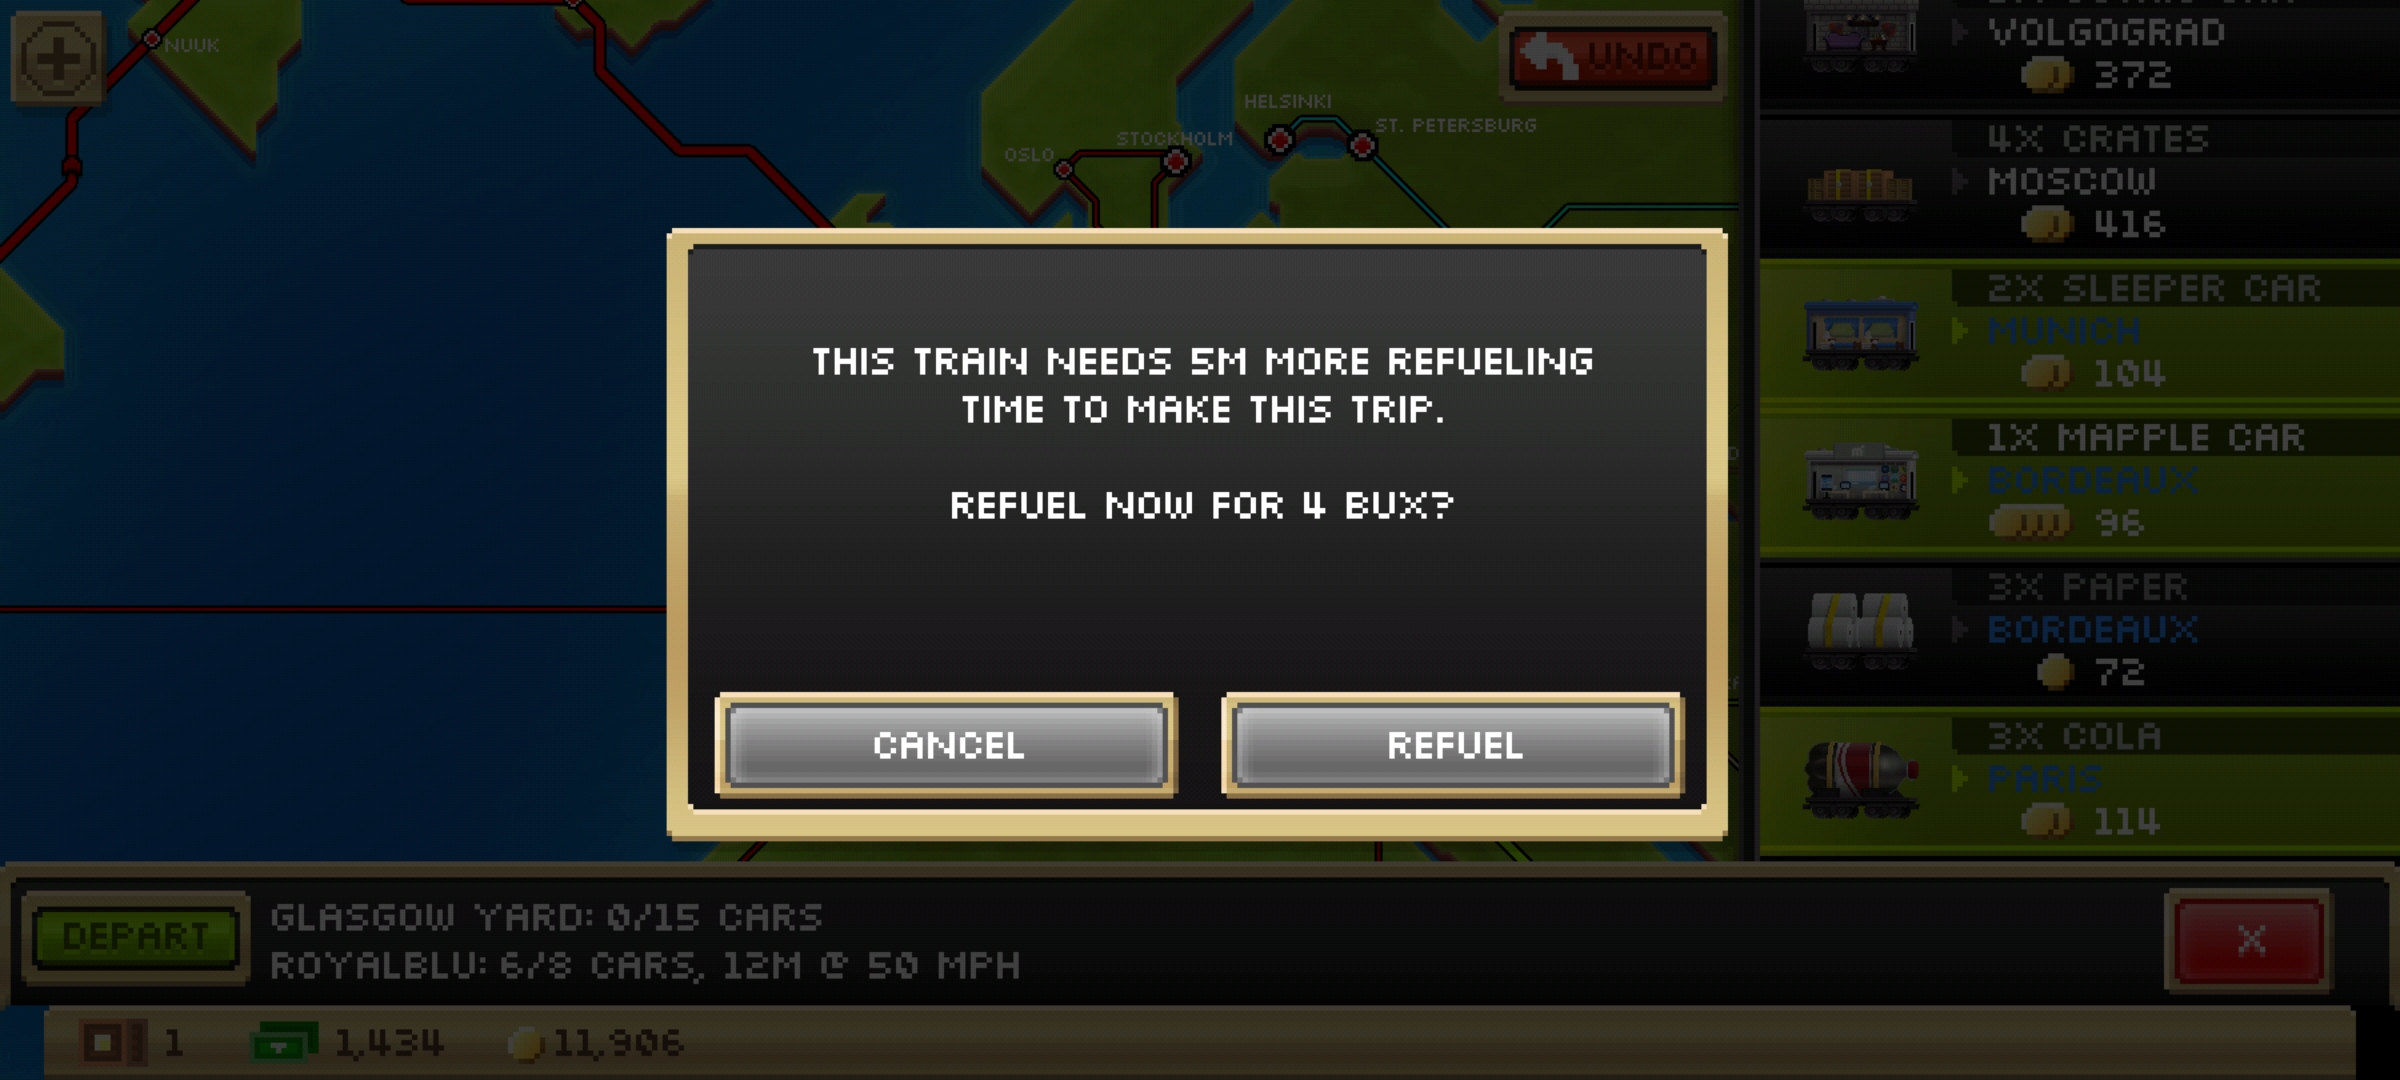 NUUK
UNDO
HELSINKI
ST. PETERSBURG
STOCKHOLM
OSLO
VOLGOGRAD
372
4X CRATES
MOSCOW
416
2X SLEEPER CAR
MUNICH
104
1X MAPPLE CAR
BORDEAUX
96
3X PAPER
BORDEAUX
72
3X COLA
PARIS
114
THIS TRAIN NEEDS 5M MORE REFUELING
TIME TO MAKE THIS TRIP.
REFUEL NOW FOR 4 BUX?
CANCEL
REFUEL
DEPART
GLASGOW YARD: 0/15 CARS
ROYALBLU: 6/8 CARS, 12M @ 50 MPH
X
1
1,434
11,906